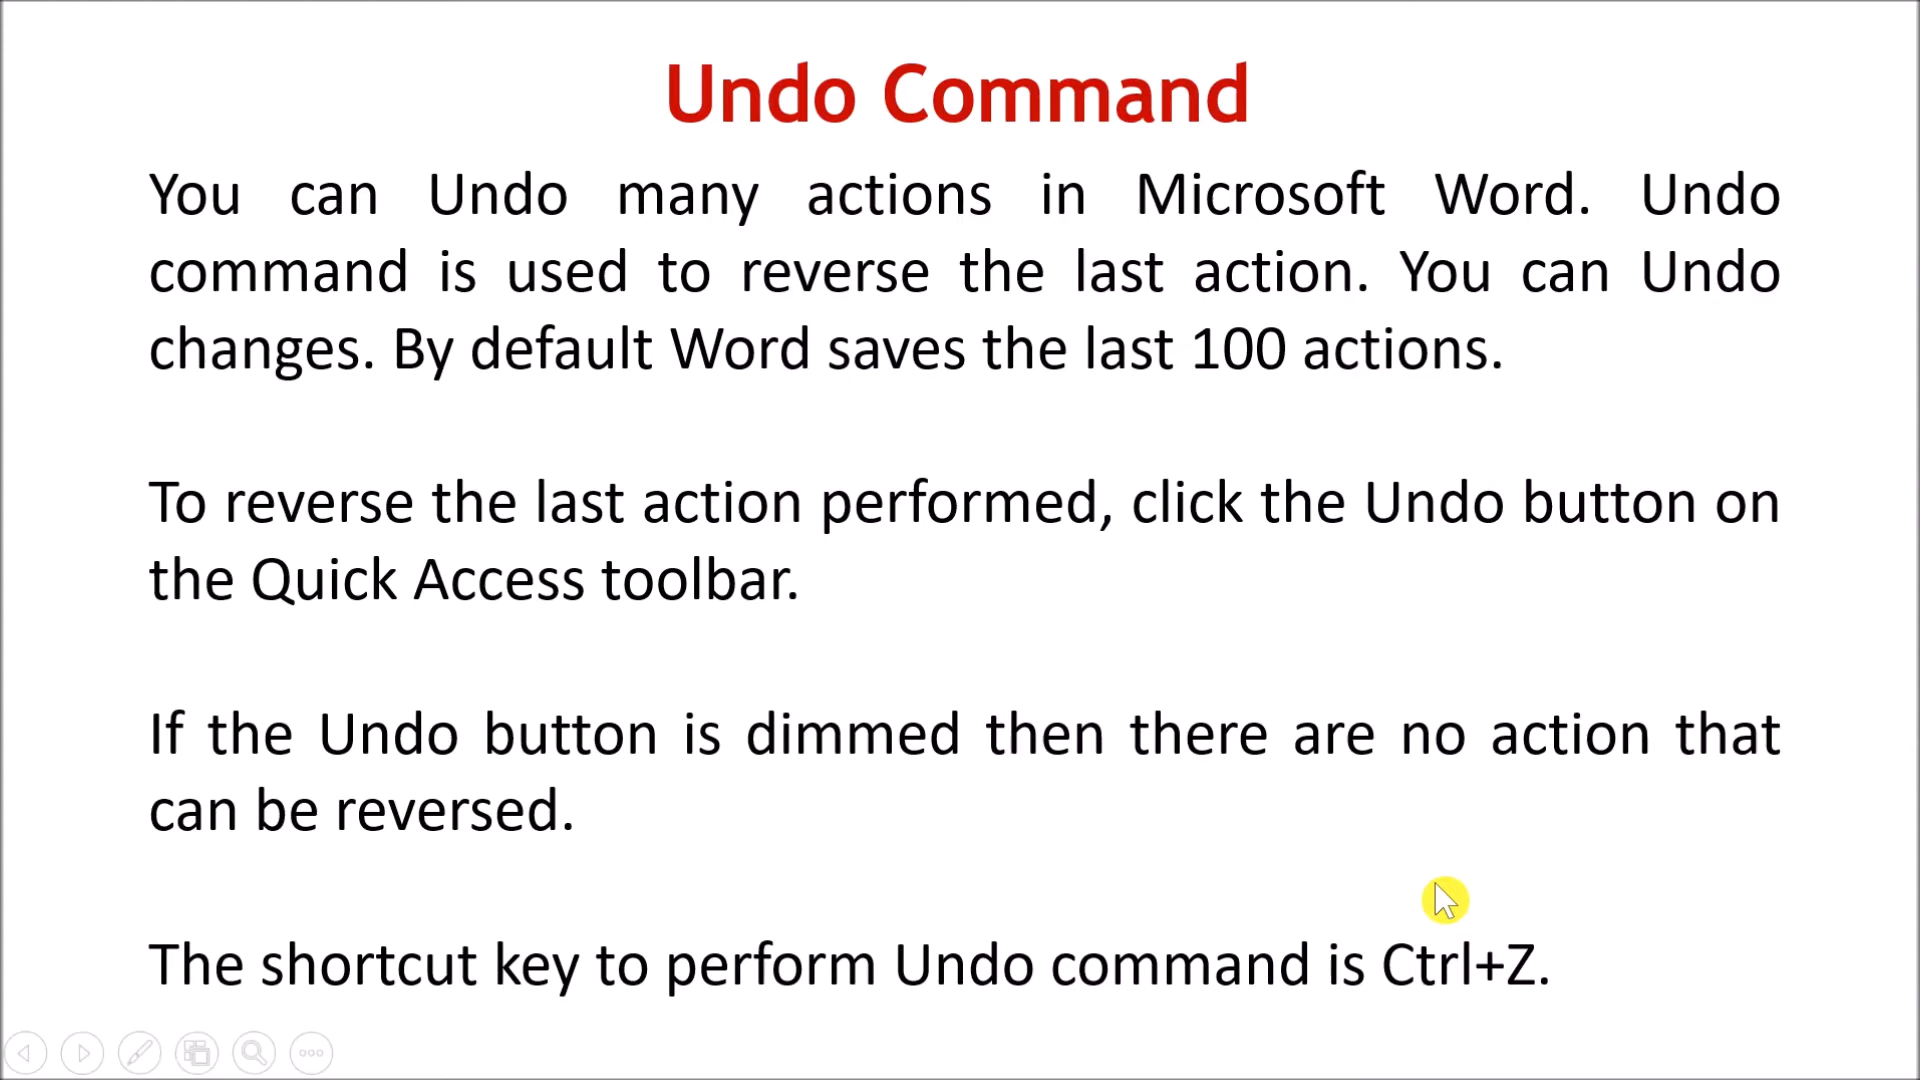 Undo Command
You can Undo many actions in Microsoft Word. Undo
command is used to reverse the last action. You can Undo
changes. By default Word saves the last 100 actions.
To reverse the last action performed, click the Undo button on
the Quick Access toolbar.
If the Undo button is dimmed then there are no action that
can be reversed.
The shortcut key to perform Undo command is Ctrl+Z.